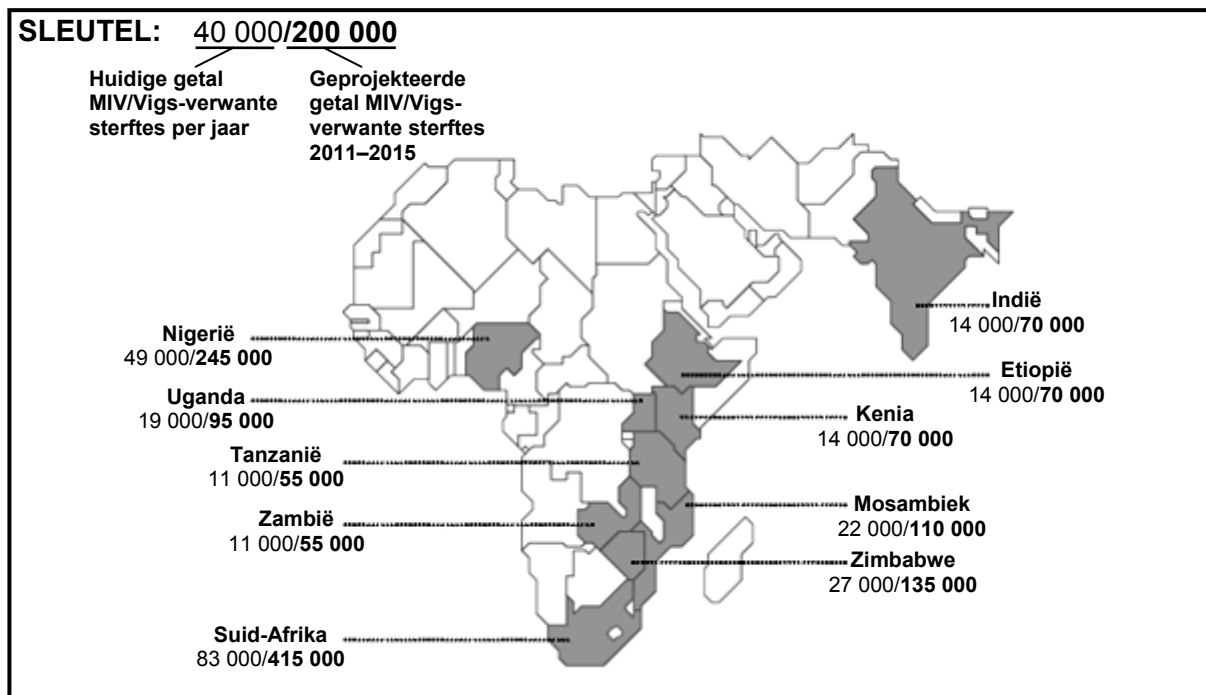 SLEUTEL: 40 000/200 000
Huidige getal
MIV/Vigs-verwante
sterftes per jaar
Geprojekteerde
getal MIV/Vigs-
verwante sterftes
2011–2015
Indië
14 000/70 000
Nigerië
49 000/245 000
Etiopië
14 000/70 000
Uganda
19 000/95 000
Kenia
14 000/70 000
Tanzanië
11 000/55 000
Mosambiek
22 000/110 000
Zambië
11 000/55 000
Zimbabwe
27 000/135 000
Suid-Afrika
83 000/415 000